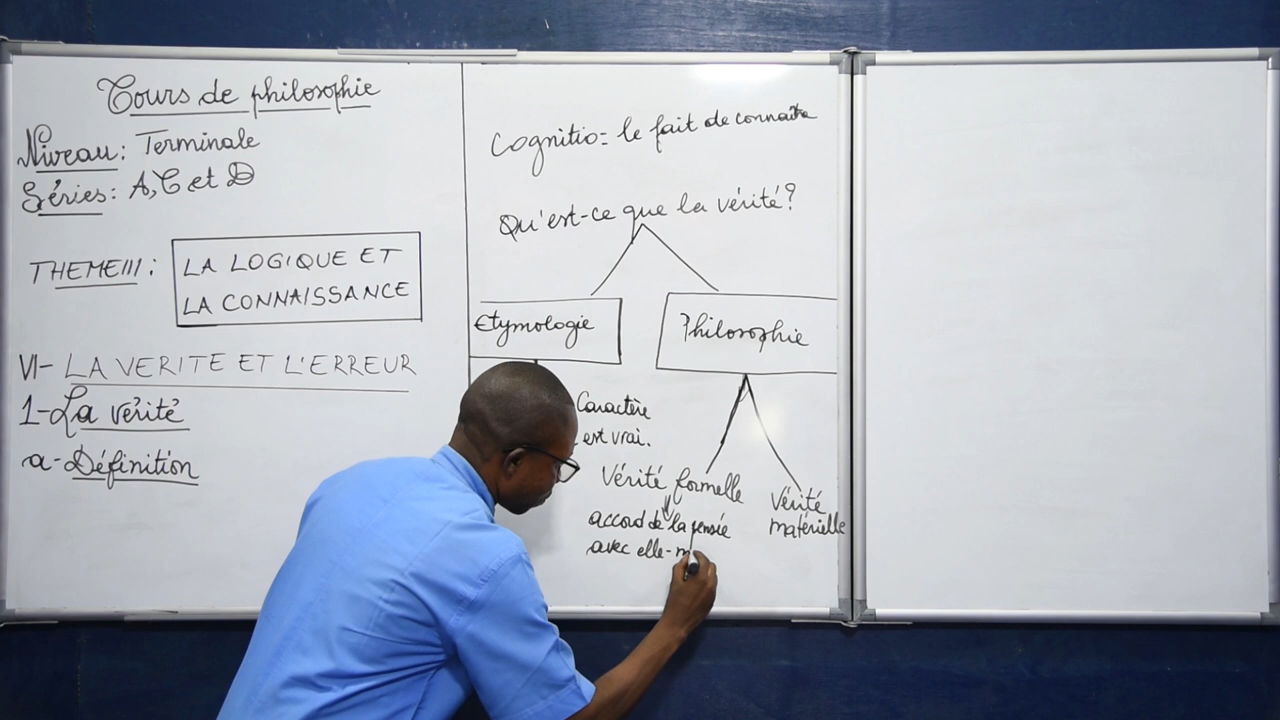 Cours de philosophie
Niveau: Terminale
Séries: A, C et D
THEME III:
LA LOGIQUE ET
LA CONNAISSANCE
VI- LA VERITE ET L'ERREUR
1- La vérité
a- Définition
Cognitio = le fait de connaître
Qu'est-ce que la vérité?
Etymologie
Philosophie
Caractère
est vrai.
Vérité formelle
accord de la pensée
avec elle-m
Vérité
matérielle